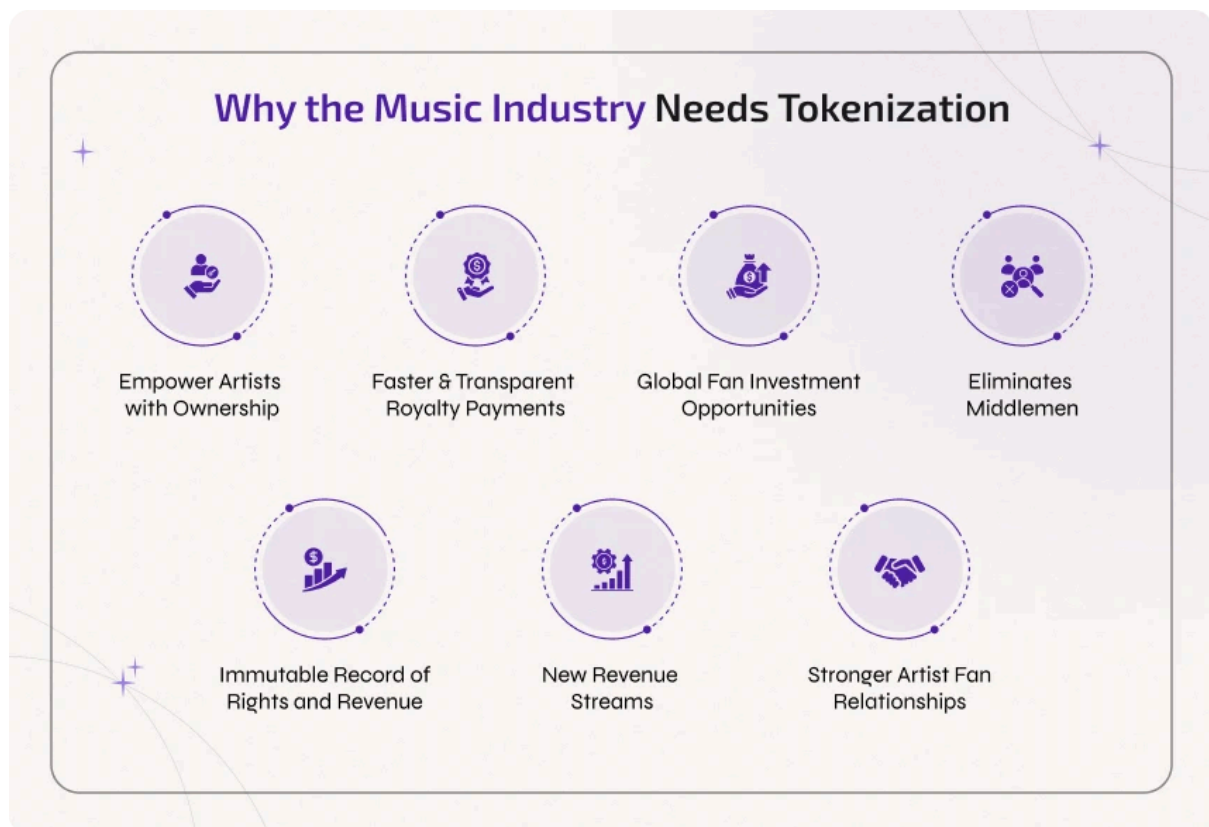 Why the Music Industry Needs Tokenization
Empower Artists
with Ownership
Faster & Transparent
Royalty Payments
Global Fan Investment
Opportunities
Eliminates
Middlemen
Immutable Record of
Rights and Revenue
New Revenue
Streams
Stronger Artist Fan
Relationships